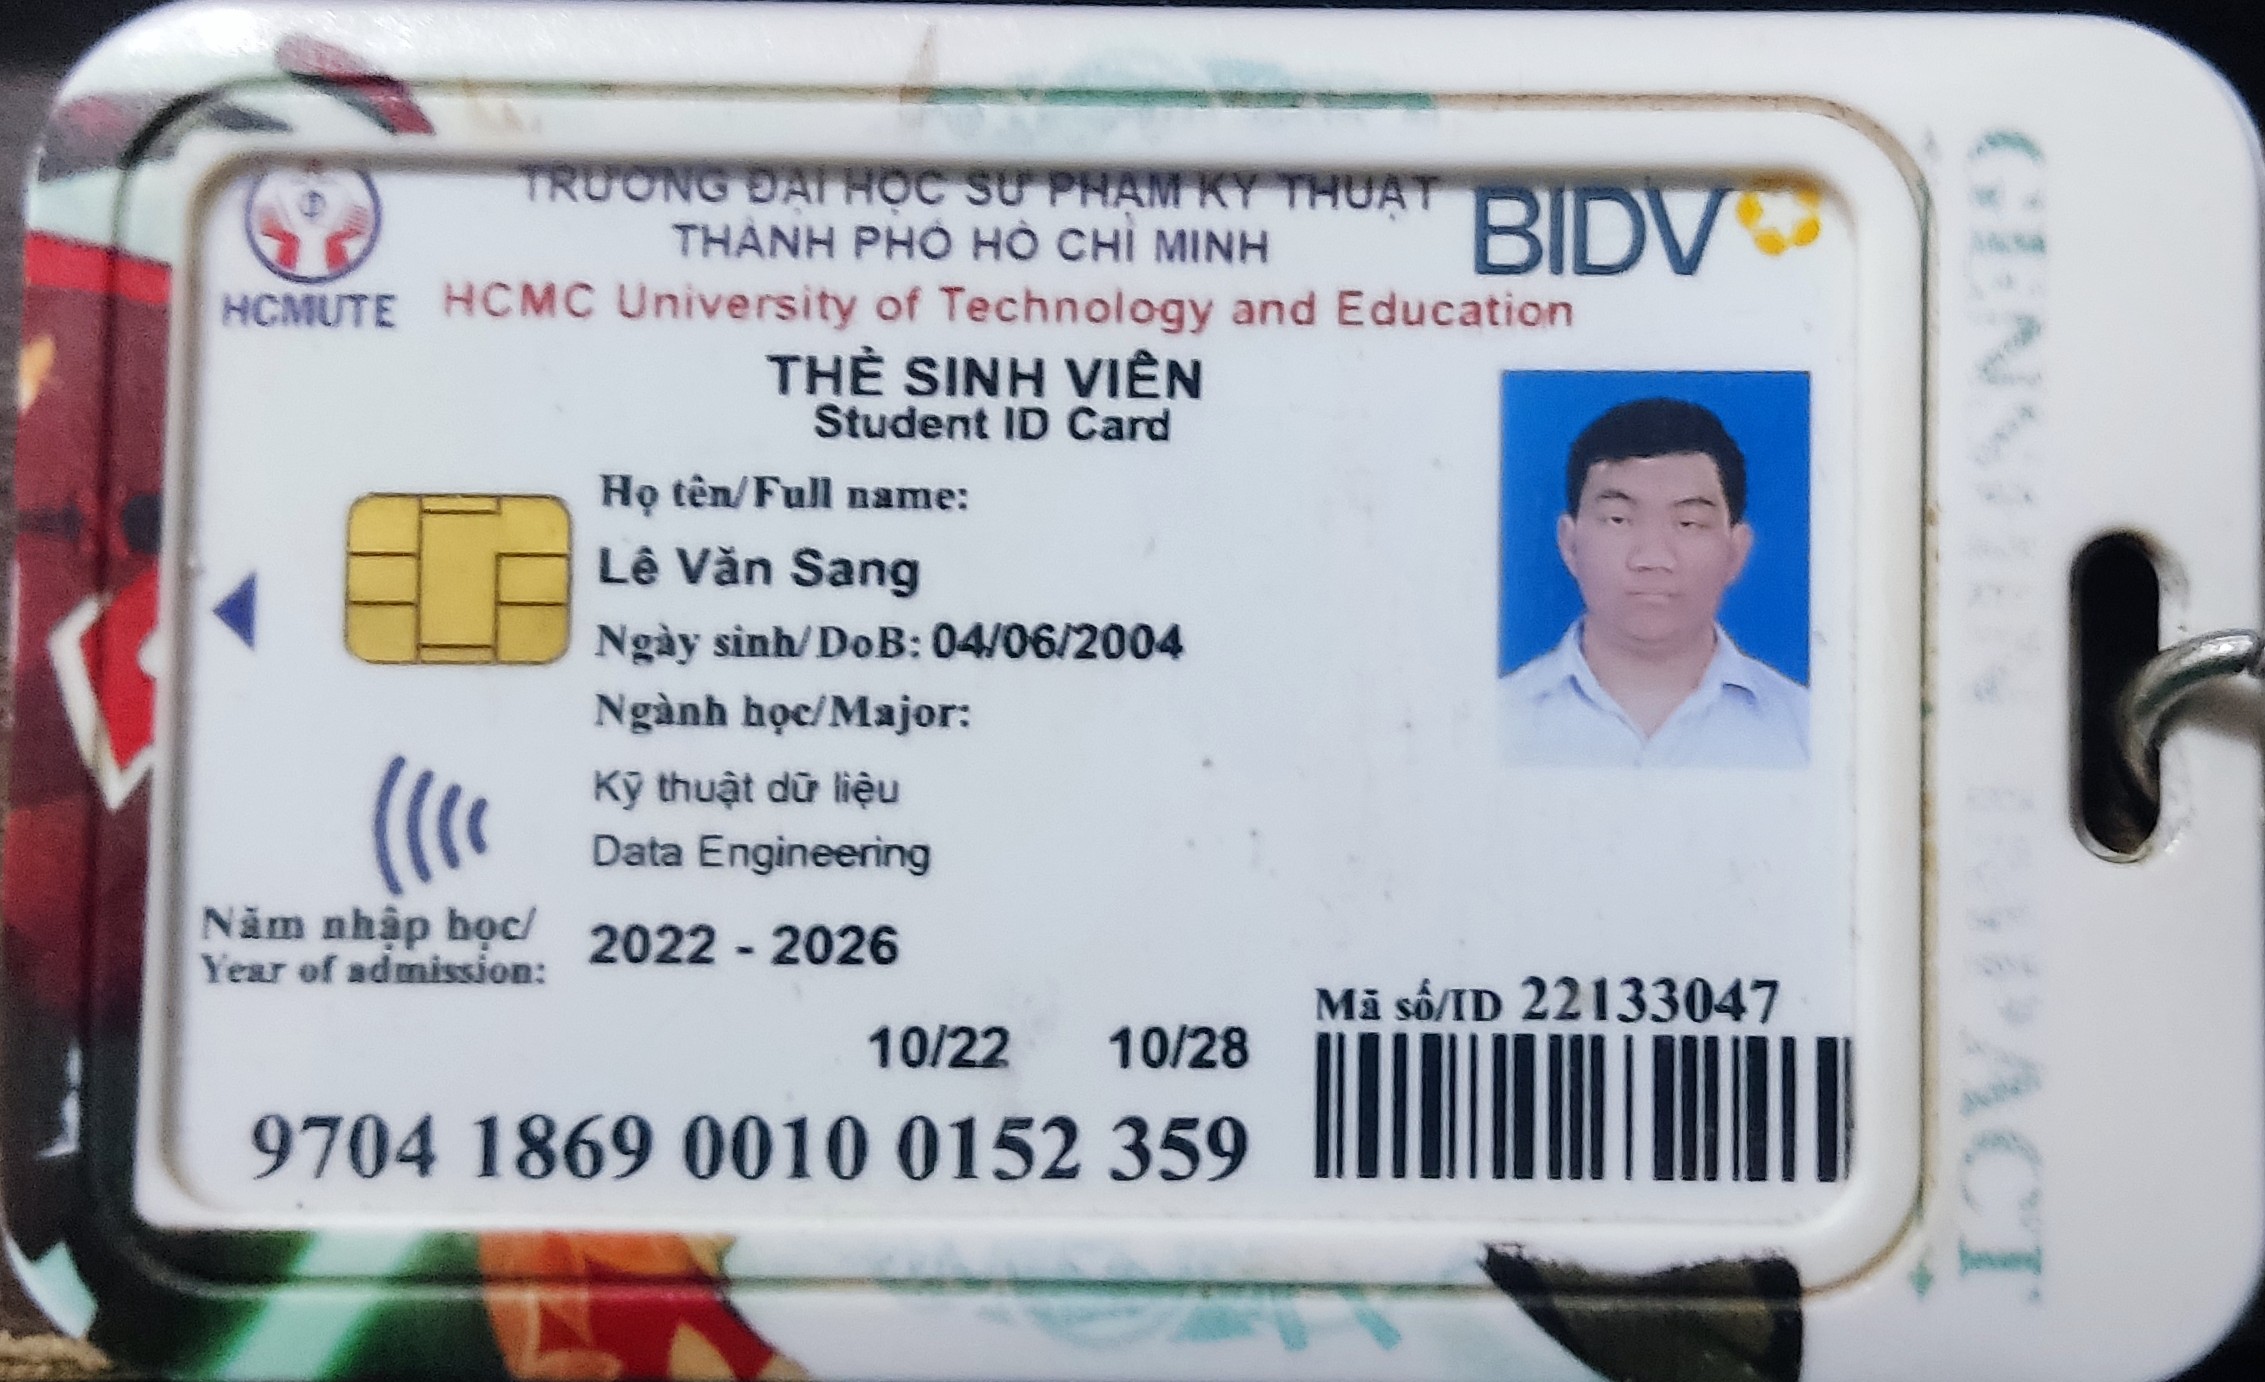 TRƯỜNG ĐẠI HỌC SƯ PHẠM KỸ THUẬT
THÀNH PHỐ HỒ CHÍ MINH
HCMC University of Technology and Education
HCMUTE
BIDV
THẺ SINH VIÊN
Student ID Card
Họ tên/Full name:
Lê Văn Sang
Ngày sinh/DoB: 04/06/2004
Ngành học/Major:
Kỹ thuật dữ liệu
Data Engineering
Năm nhập học/
Year of admission:
2022 - 2026
Mã số/ID 22133047
10/22 10/28
9704 1869 0010 0152 359
GENSHIN IMPACT